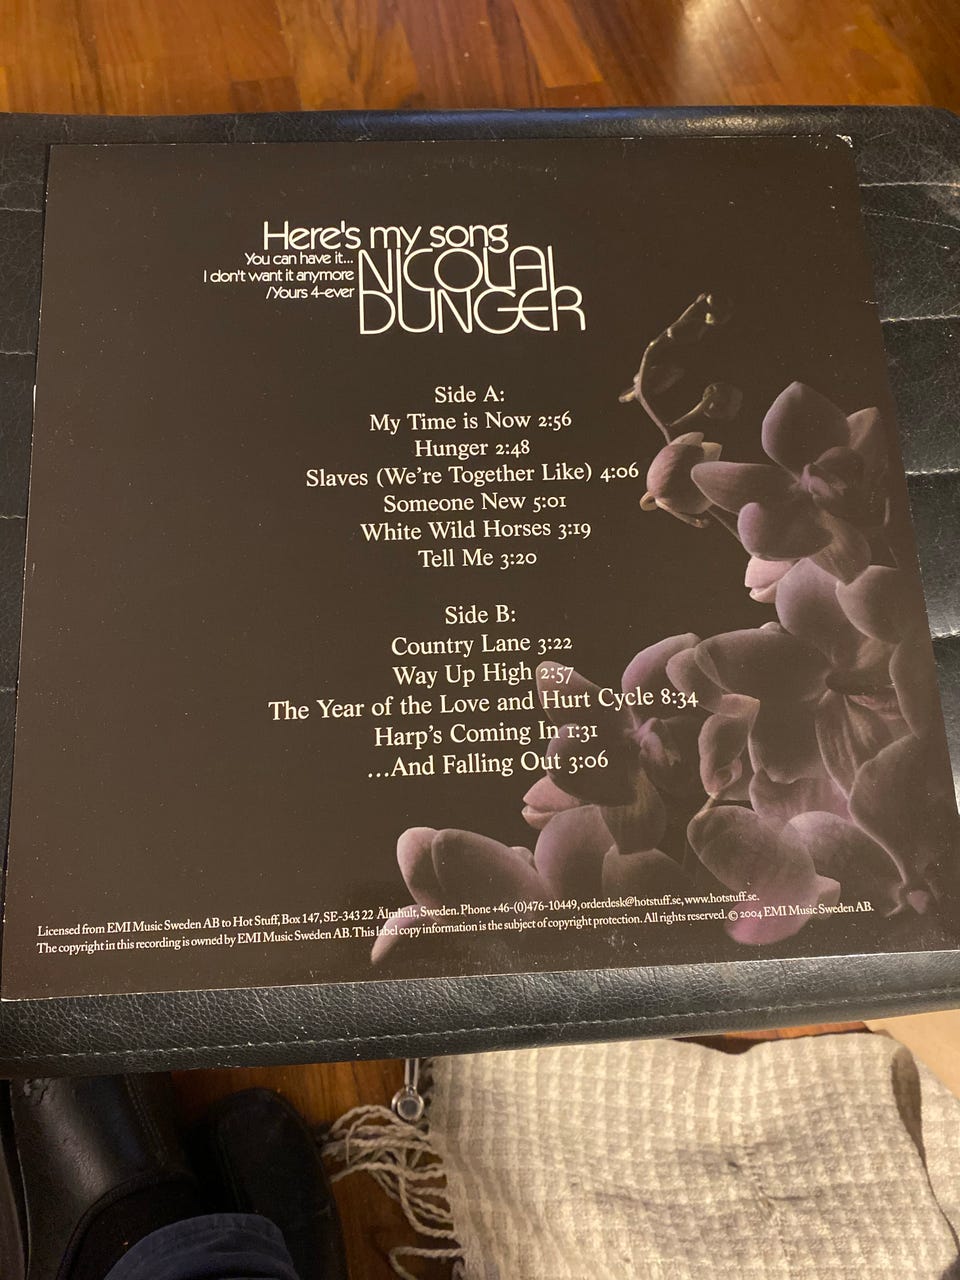 Here's my song
You can have it...
I don't want it anymore
/Yours 4-ever
NICOLAI
DUNGER
Side A:
My Time is Now 2:56
Hunger 2:48
Slaves (We're Together Like) 4:06
Someone New 5:01
White Wild Horses 3:19
Tell Me 3:20
Side B:
Country Lane 3:22
Way Up High 2:57
The Year of the Love and Hurt Cycle 8:34
Harp's Coming In 1:31
...And Falling Out 3:06
Licensed from EMI Music Sweden AB to Hot Stuff, Box 147, SE-343 22 Älmhult, Sweden. Phone +46-(0)476-10449, orderdesk@hotstuff.se, www.hotstuff.se.
The copyright in this recording is owned by EMI Music Sweden AB. This label copy information is the subject of copyright protection. All rights reserved. © 2004 EMI Music Sweden AB.